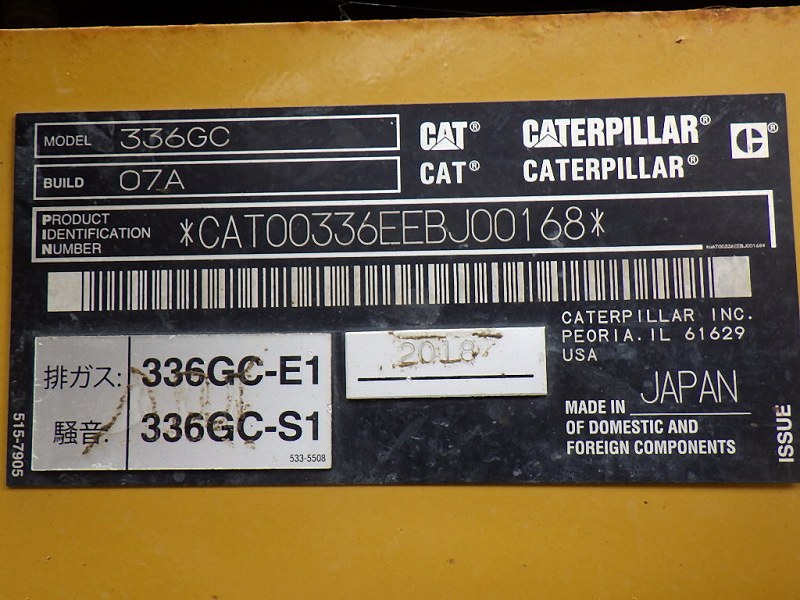 MODEL 336GC
BUILD 07A
CAT® CATERPILLAR® C®
CAT® CATERPILLAR®
PRODUCT
IDENTIFICATION
NUMBER
*CAT00336EEBJ00168*
*CAT00336EEBJ00168*
CATERPILLAR INC.
PEORIA. IL 61629
USA
排ガス: 336GC-E1
騒音: 336GC-S1
533-5508
2018
MADE IN JAPAN
OF DOMESTIC AND
FOREIGN COMPONENTS
515-7905
ISSUE